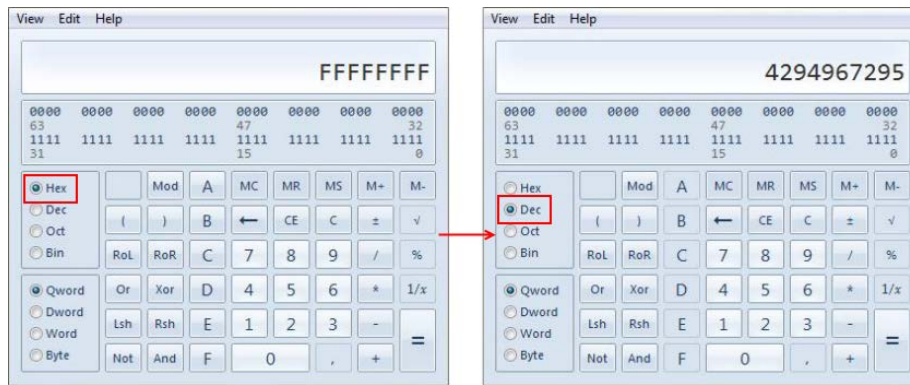 View Edit Help
FFFFFFFF
0000 0000 0000 0000 0000 0000 0000 0000
63 47 32
1111 1111 1111 1111 1111 1111 1111 1111
31 15 0
Hex Mod A MC MR MS M+ M-
Dec ( ) B ← CE C ± √
Oct
Bin RoL RoR C 7 8 9 / %
Qword Or Xor D 4 5 6 * 1/x
Dword Lsh Rsh E 1 2 3 - =
Word
Byte Not And F 0 , +
View Edit Help
4294967295
0000 0000 0000 0000 0000 0000 0000 0000
63 47 32
1111 1111 1111 1111 1111 1111 1111 1111
31 15 0
Hex Mod A MC MR MS M+ M-
Dec ( ) B ← CE C ± √
Oct
Bin RoL RoR C 7 8 9 / %
Qword Or Xor D 4 5 6 * 1/x
Dword Lsh Rsh E 1 2 3 - =
Word
Byte Not And F 0 , +